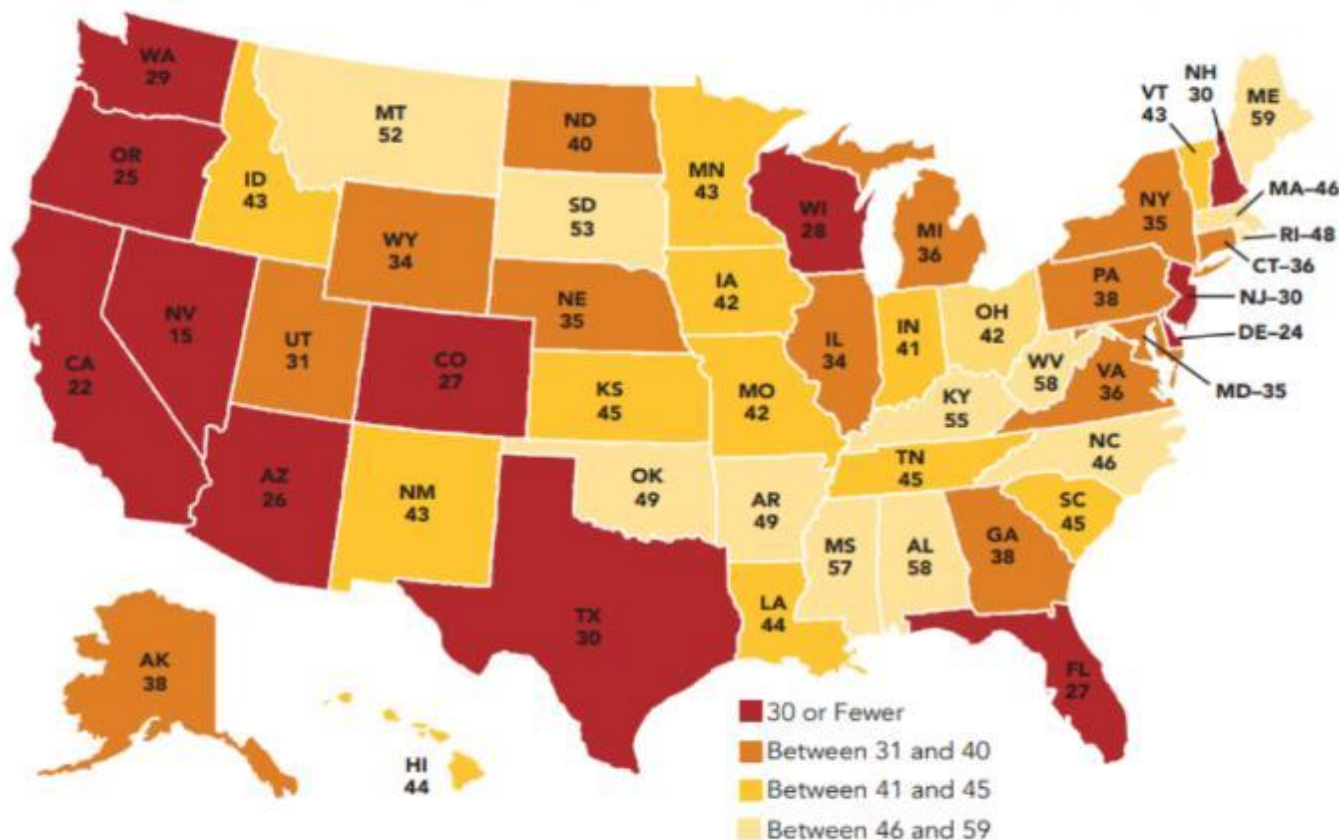 WA
29
OR
25
CA
22
NV
15
ID
43
MT
52
WY
34
UT
31
AZ
26
CO
27
NM
43
ND
40
SD
53
NE
35
KS
45
OK
49
TX
30
MN
43
IA
42
MO
42
AR
49
LA
44
WI
28
IL
34
MI
36
IN
41
OH
42
KY
55
TN
45
MS
57
AL
58
GA
38
FL
27
SC
45
NC
46
VA
36
WV
58
PA
38
NY
35
VT
43
NH
30
ME
59
MA–46
RI–48
CT–36
NJ–30
DE–24
MD–35
AK
38
HI
44
30 or Fewer
Between 31 and 40
Between 41 and 45
Between 46 and 59